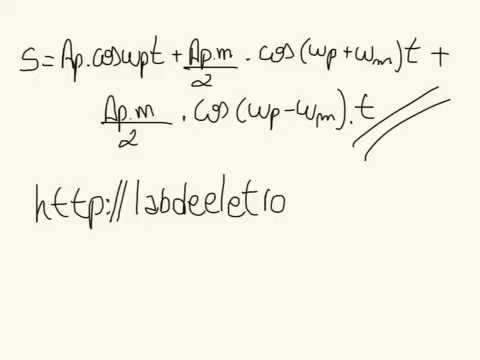 S = Ap.coswpt + Ap.m/2 . cos(wp+wm)t +
Ap.m/2 . cos(wp-wm).t
http://labdeeletro